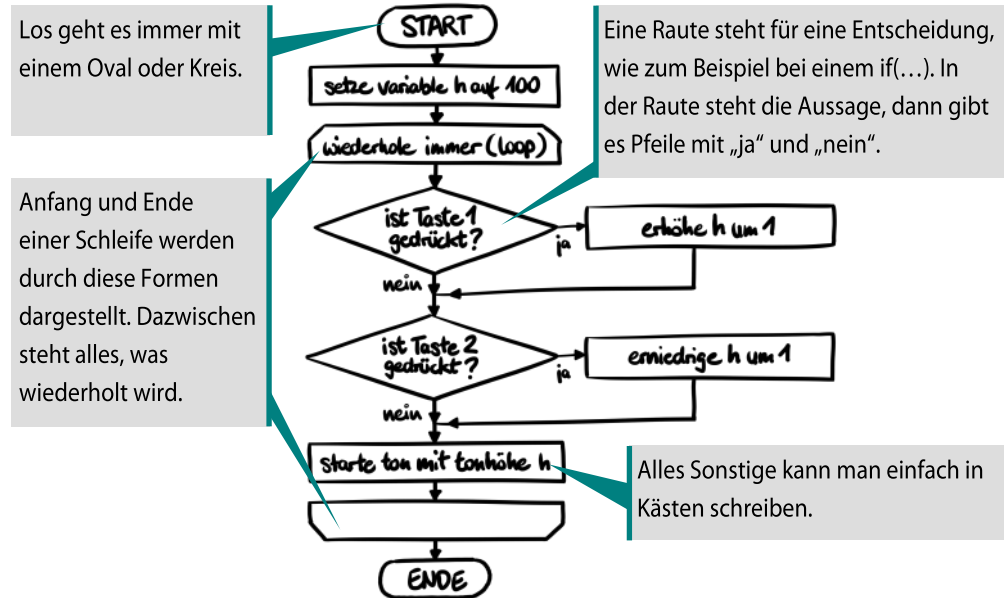 Los geht es immer mit
einem Oval oder Kreis.
START
Eine Raute steht für eine Entscheidung,
wie zum Beispiel bei einem if(…). In
der Raute steht die Aussage, dann gibt
es Pfeile mit „ja“ und „nein“.
setze variable h auf 100
wiederhole immer (loop)
Anfang und Ende
einer Schleife werden
durch diese Formen
dargestellt. Dazwischen
steht alles, was
wiederholt wird.
ist Taste 1
gedrückt?
ja
erhöhe h um 1
nein
ist Taste 2
gedrückt?
ja
erniedrige h um 1
nein
starte ton mit tonhöhe h
Alles Sonstige kann man einfach in
Kästen schreiben.
ENDE